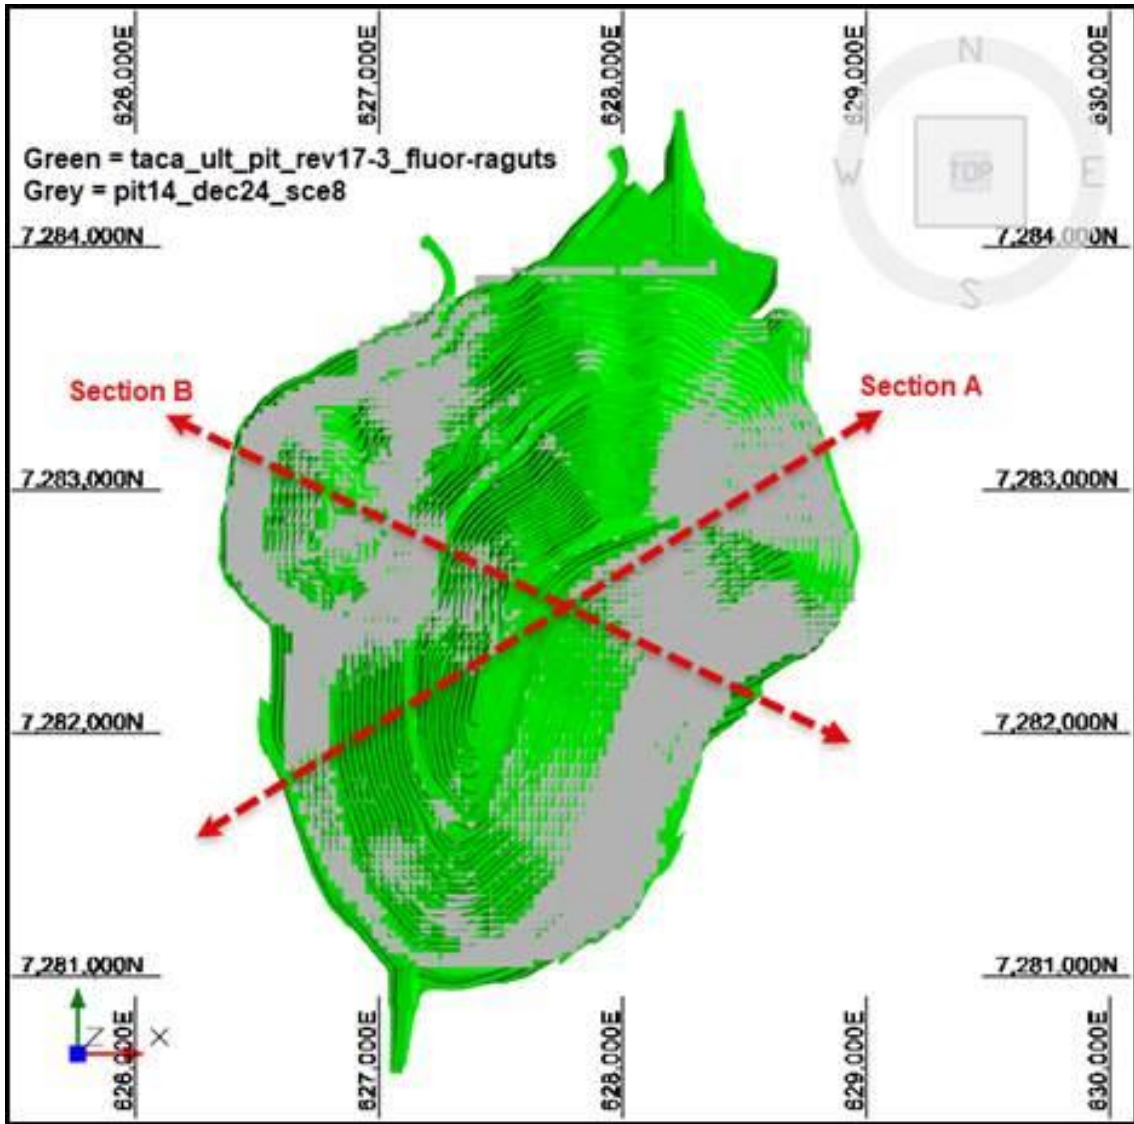 626,000E
627,000E
628,000E
629,000E
630,000E
N
Green = taca_ult_pit_rev17-3_fluor-raguts
Grey = pit14_dec24_sce8
W
TOP
E
7,284,000N
7,284,000N
S
Section B
Section A
7,283,000N
7,283,000N
7,282,000N
7,282,000N
7,281,000N
7,281,000N
Z
X
626,000E
627,000E
628,000E
629,000E
630,000E